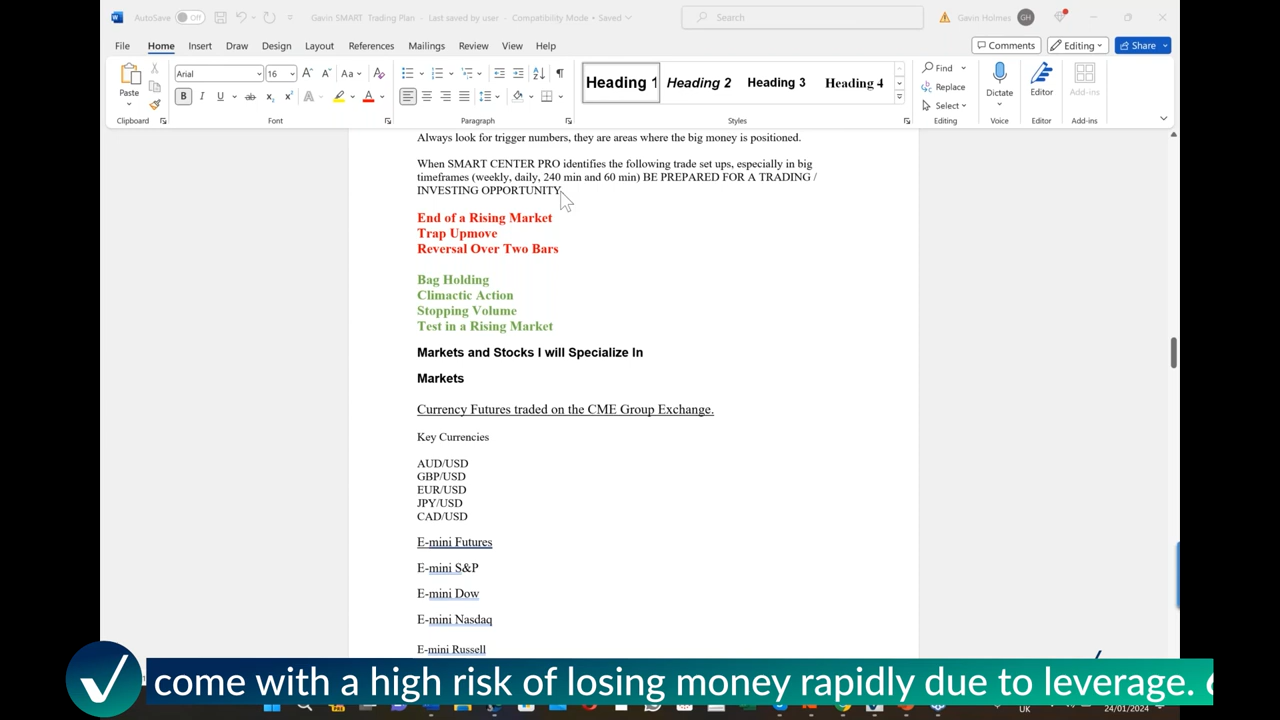 AutoSave Off Gavin SMART Trading Plan - Last saved by user - Compatibility Mode • Saved Search Gavin Holmes GH
File Home Insert Draw Design Layout References Mailings Review View Help Comments Editing Share
Arial 16 Heading 1 Heading 2 Heading 3 Heading 4 Find
Paste Replace Dictate Editor Add-ins
Select
Clipboard Font Paragraph Styles Editing Voice Editor Add-ins
Always look for trigger numbers, they are areas where the big money is positioned.
When SMART CENTER PRO identifies the following trade set ups, especially in big
timeframes (weekly, daily, 240 min and 60 min) BE PREPARED FOR A TRADING /
INVESTING OPPORTUNITY
End of a Rising Market
Trap Upmove
Reversal Over Two Bars
Bag Holding
Climactic Action
Stopping Volume
Test in a Rising Market
Markets and Stocks I will Specialize In
Markets
Currency Futures traded on the CME Group Exchange.
Key Currencies
AUD/USD
GBP/USD
EUR/USD
JPY/USD
CAD/USD
E-mini Futures
E-mini S&P
E-mini Dow
E-mini Nasdaq
E-mini Russell
come with a high risk of losing money rapidly due to leverage.
UK 24/01/2024